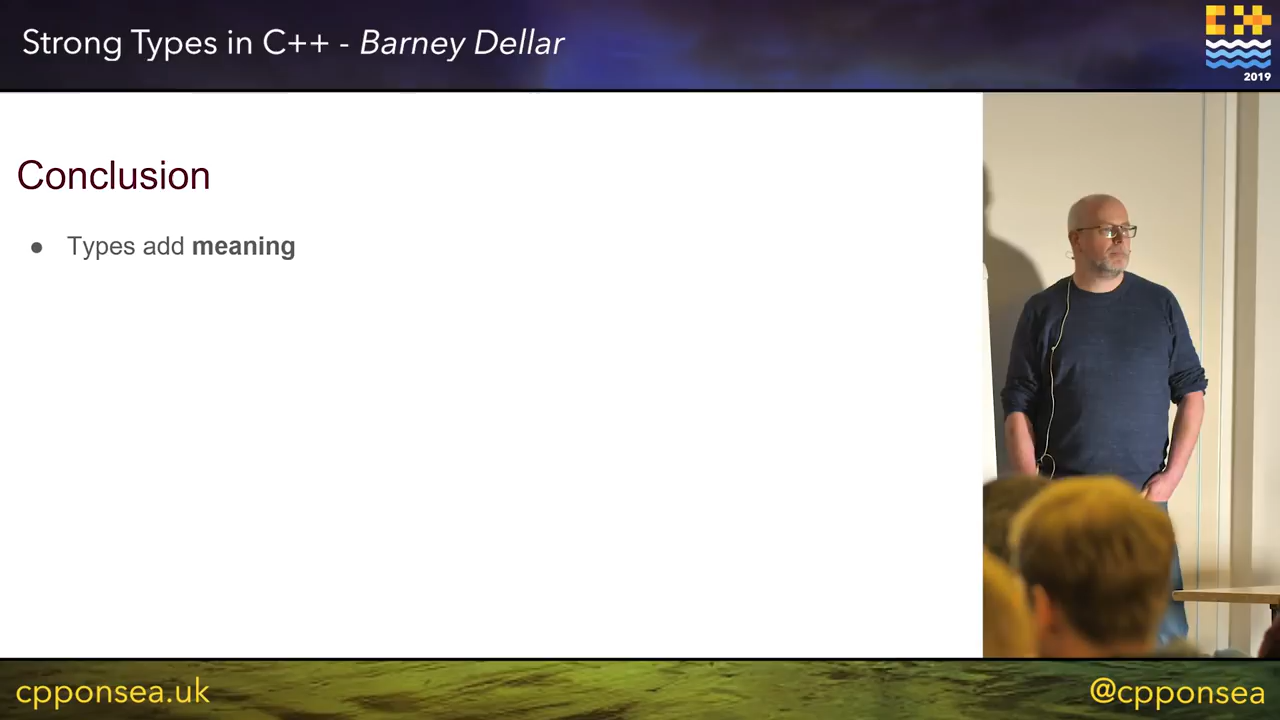 Strong Types in C++ - Barney Dellar
2019
Conclusion
● Types add meaning
cpponsea.uk
@cpponsea